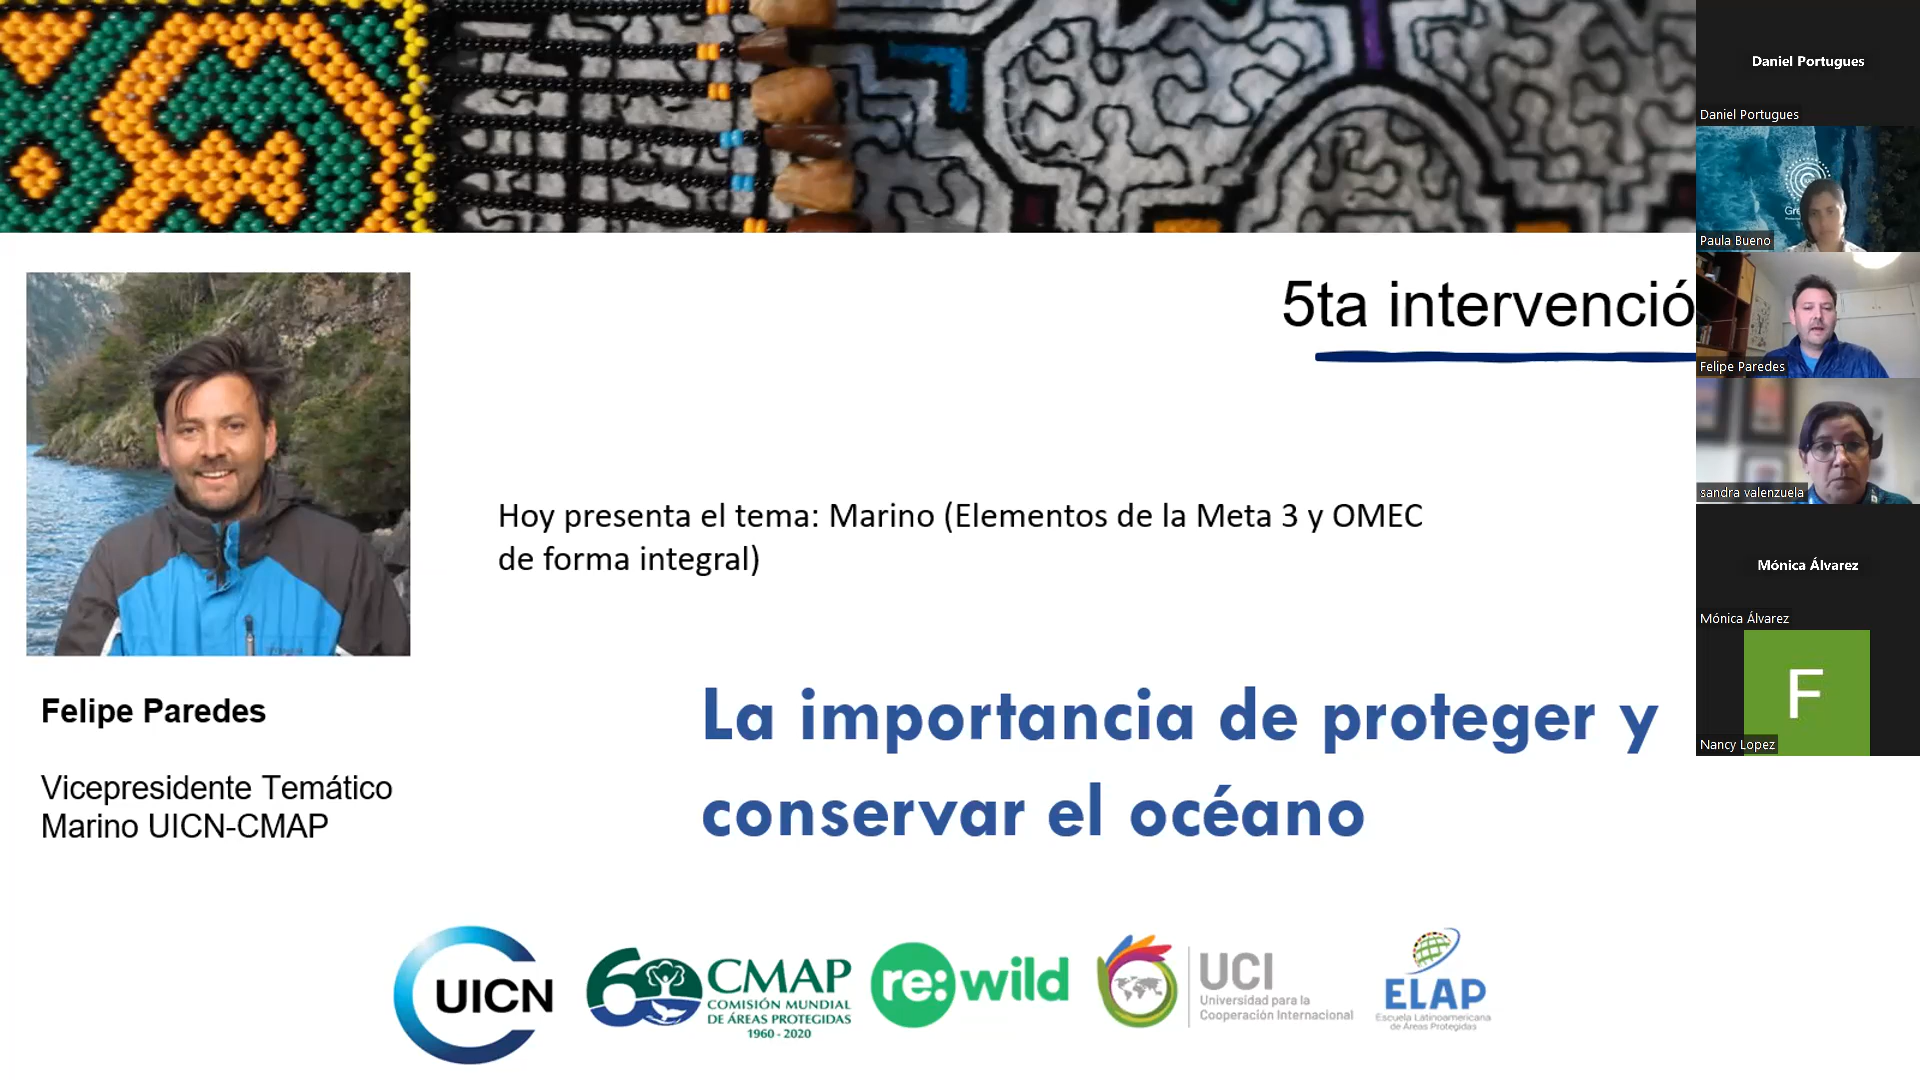 5ta intervenció
Hoy presenta el tema: Marino (Elementos de la Meta 3 y OMEC
de forma integral)
Felipe Paredes
Vicepresidente Temático
Marino UICN-CMAP
La importancia de proteger y
conservar el océano
UICN
60 CMAP
COMISIÓN MUNDIAL
DE ÁREAS PROTEGIDAS
1960 - 2020
re:wild
UCI
Universidad para la
Cooperación Internacional
ELAP
Escuela Latinoamericana
de Áreas Protegidas
Daniel Portugues
Daniel Portugues
Paula Bueno
Felipe Paredes
sandra valenzuela
Mónica Álvarez
Mónica Álvarez
F
Nancy Lopez